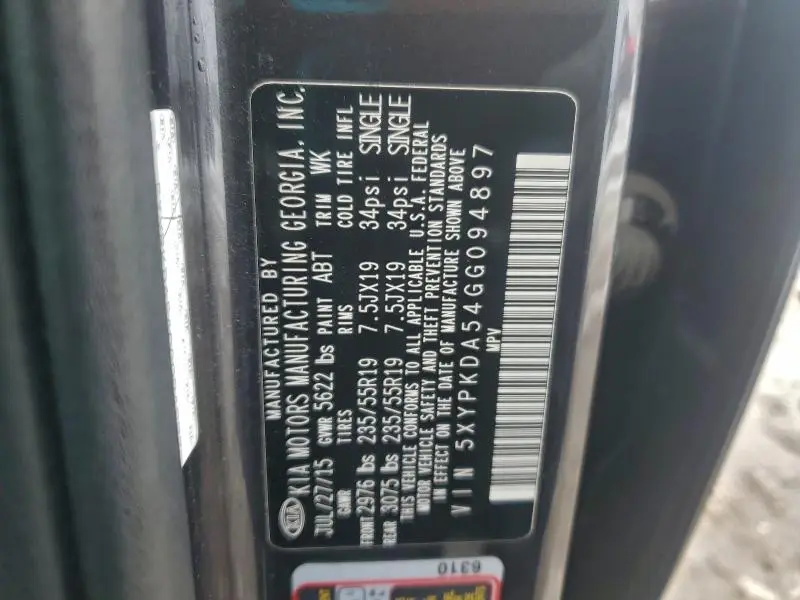 MANUFACTURED BY
KIA KIA MOTORS MANUFACTURING GEORGIA, INC.
JUL/27/15 GVWR 5622 lbs PAINT ABT TRIM WK
GAWR TIRES RIMS COLD TIRE INFL
FRONT 2976 lbs 235/55R19 7.5JX19 34psi SINGLE
REAR 3075 lbs 235/55R19 7.5JX19 34psi SINGLE
THIS VEHICLE CONFORMS TO ALL APPLICABLE U.S.A. FEDERAL
MOTOR VEHICLE SAFETY AND THEFT PREVENTION STANDARDS
IN EFFECT ON THE DATE OF MANUFACTURE SHOWN ABOVE
VIN 5XYPKDA54GG094897
MPV
6310